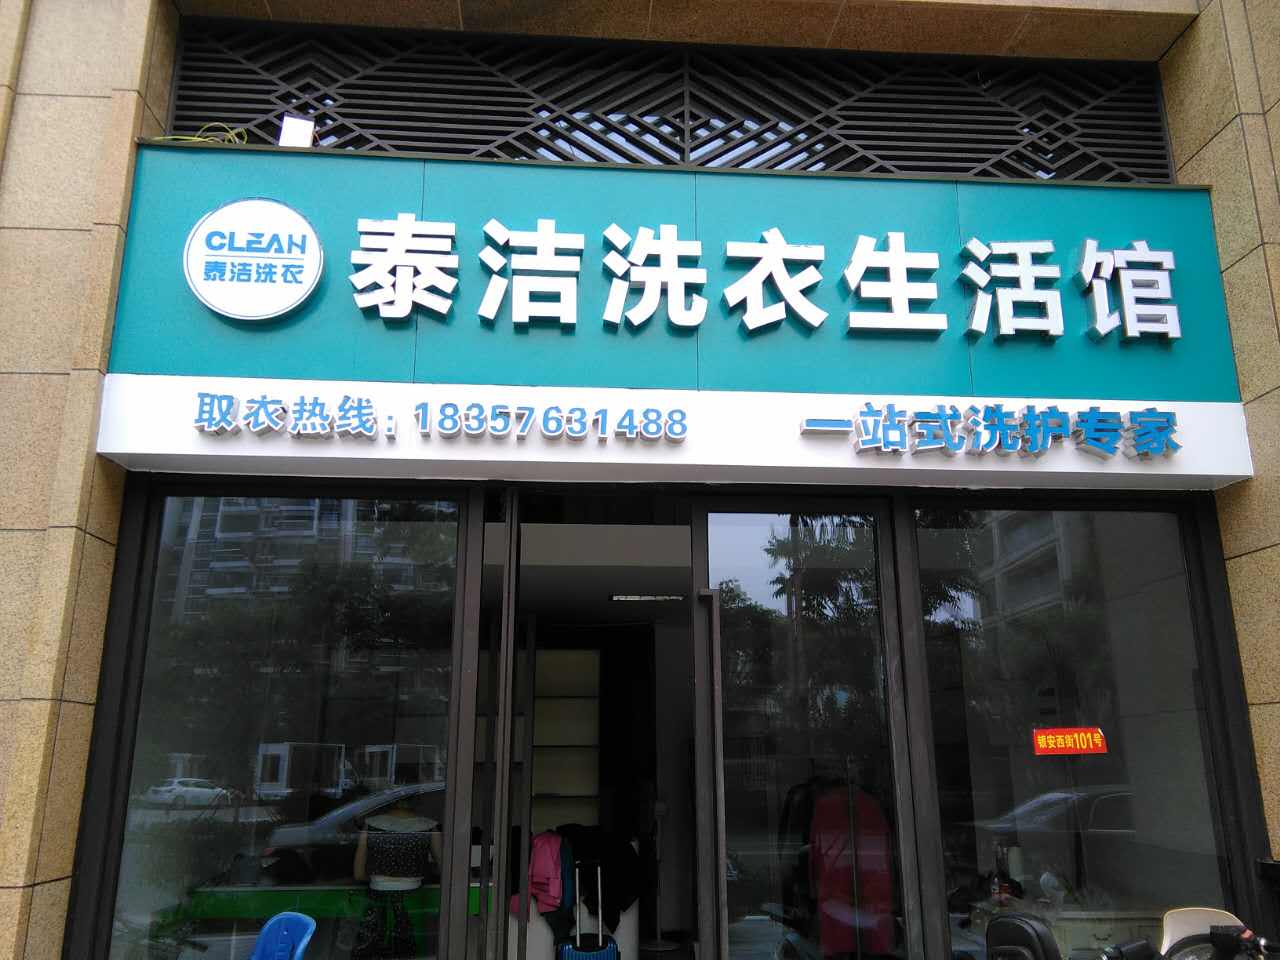 CLEAN
泰洁洗衣
泰洁洗衣生活馆
取衣热线：18357631488
一站式洗护专家
银安西街101号